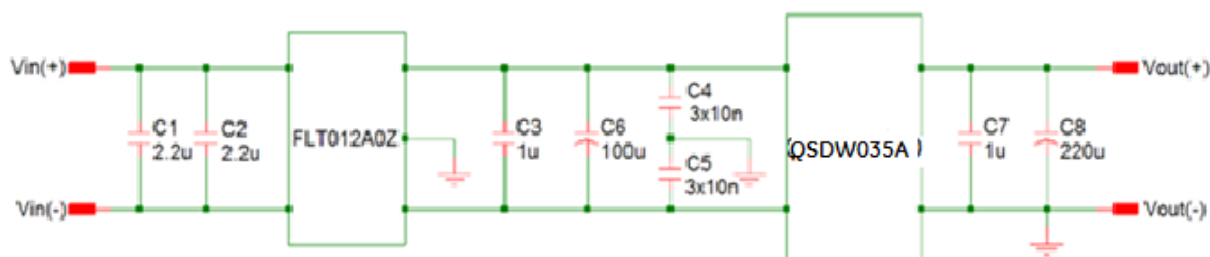 Vin(+)
Vin(-)
C1
2.2u
C2
2.2u
FLT012A0Z
C3
1u
C6
100u
C4
3x10n
C5
3x10n
(QSDW035A )
C7
1u
C8
220u
Vout(+)
Vout(-)